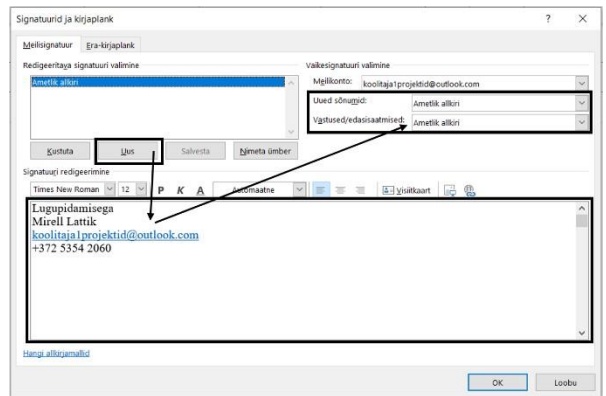 Signatuurid ja kirjaplank
? ×
Meilisignatuur Era-kirjaplank
Redigeeritava signatuuri valimine
Ametlik allkiri
Kustuta Uus Salvesta Nimeta ümber
Vaikesignatuuri valimine
Meilikonto: koolitaja1projektid@outlook.com
Uued sõnumid: Ametlik allkiri
Vastused/edasisaatmised: Ametlik allkiri
Signatuuri redigeerimine
Times New Roman 12 P K A Automaatne Visiitkaart
Lugupidamisega
Mirell Lattik
koolitaja1projektid@outlook.com
+372 5354 2060
Hangi allkirjamallid
OK Loobu